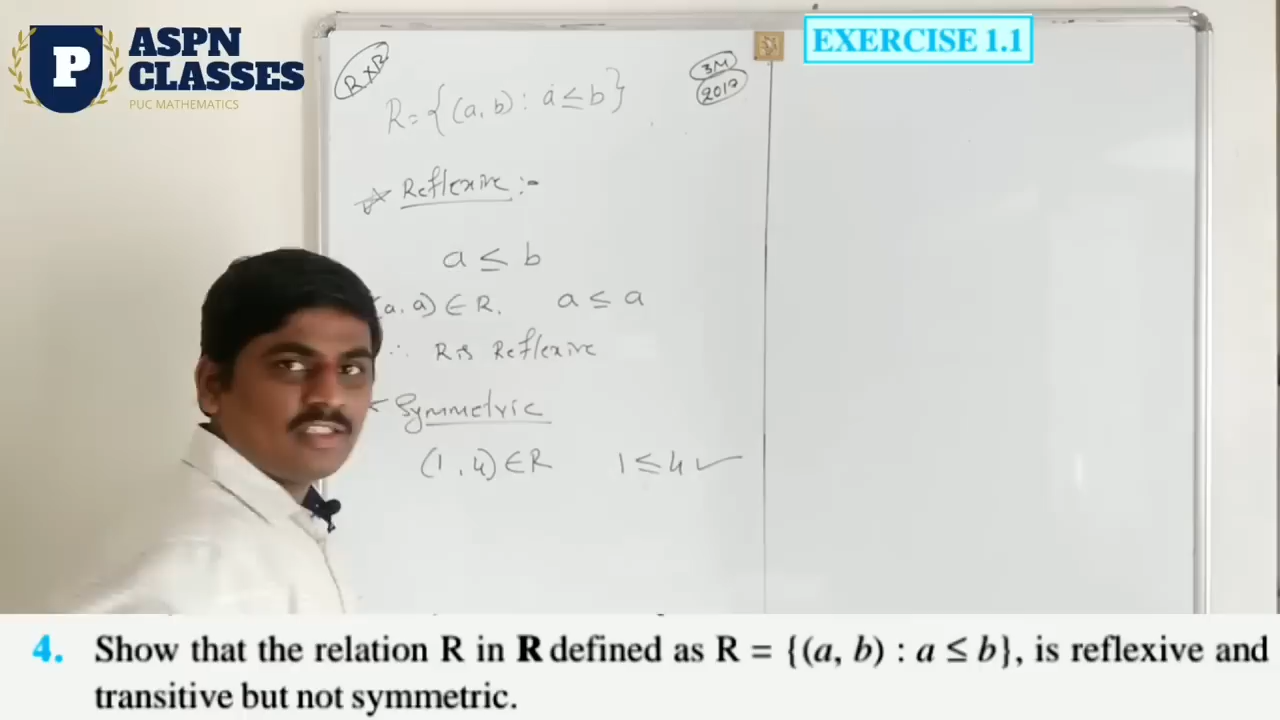 ASPN
CLASSES
PUC MATHEMATICS
P
EXERCISE 1.1
R×R
3M
2017
R = {(a, b) : a ≤ b}
Reflexive :-
a ≤ b
(a, a) ∈ R. a ≤ a
∴ R is Reflexive
Symmetric
(1, 4) ∈ R 1 ≤ 4 ✓
4. Show that the relation R in R defined as R = {(a, b) : a ≤ b}, is reflexive and
transitive but not symmetric.